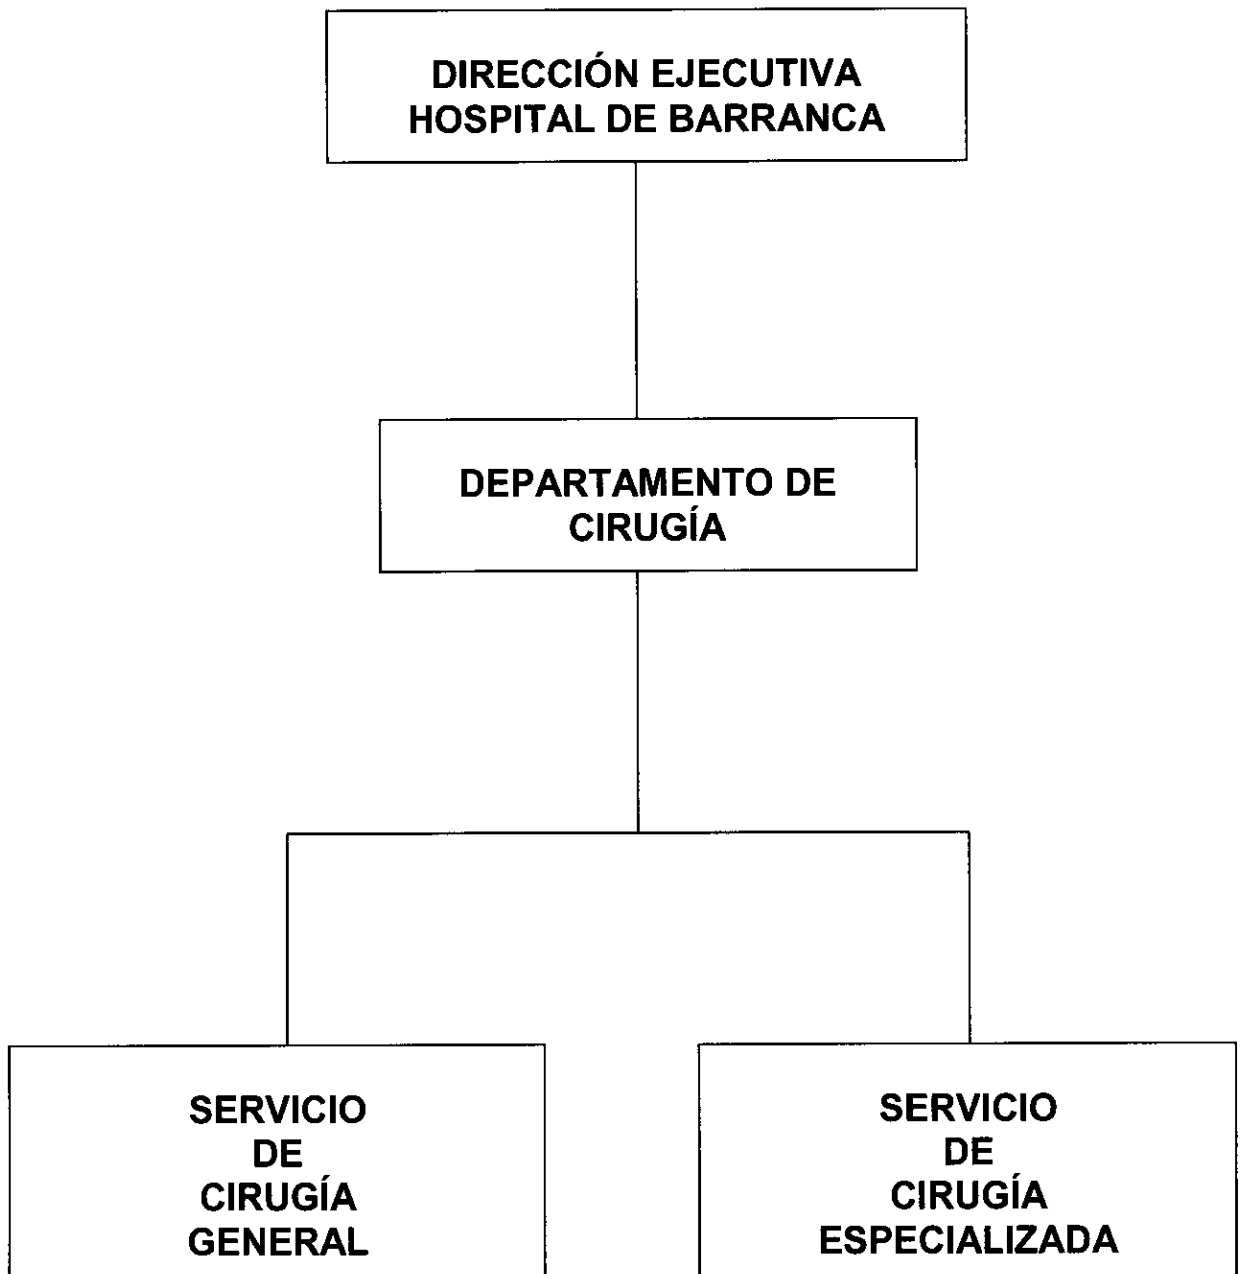 DIRECCIÓN EJECUTIVA
HOSPITAL DE BARRANCA
DEPARTAMENTO DE
CIRUGÍA
SERVICIO
DE
CIRUGÍA
GENERAL
SERVICIO
DE
CIRUGÍA
ESPECIALIZADA